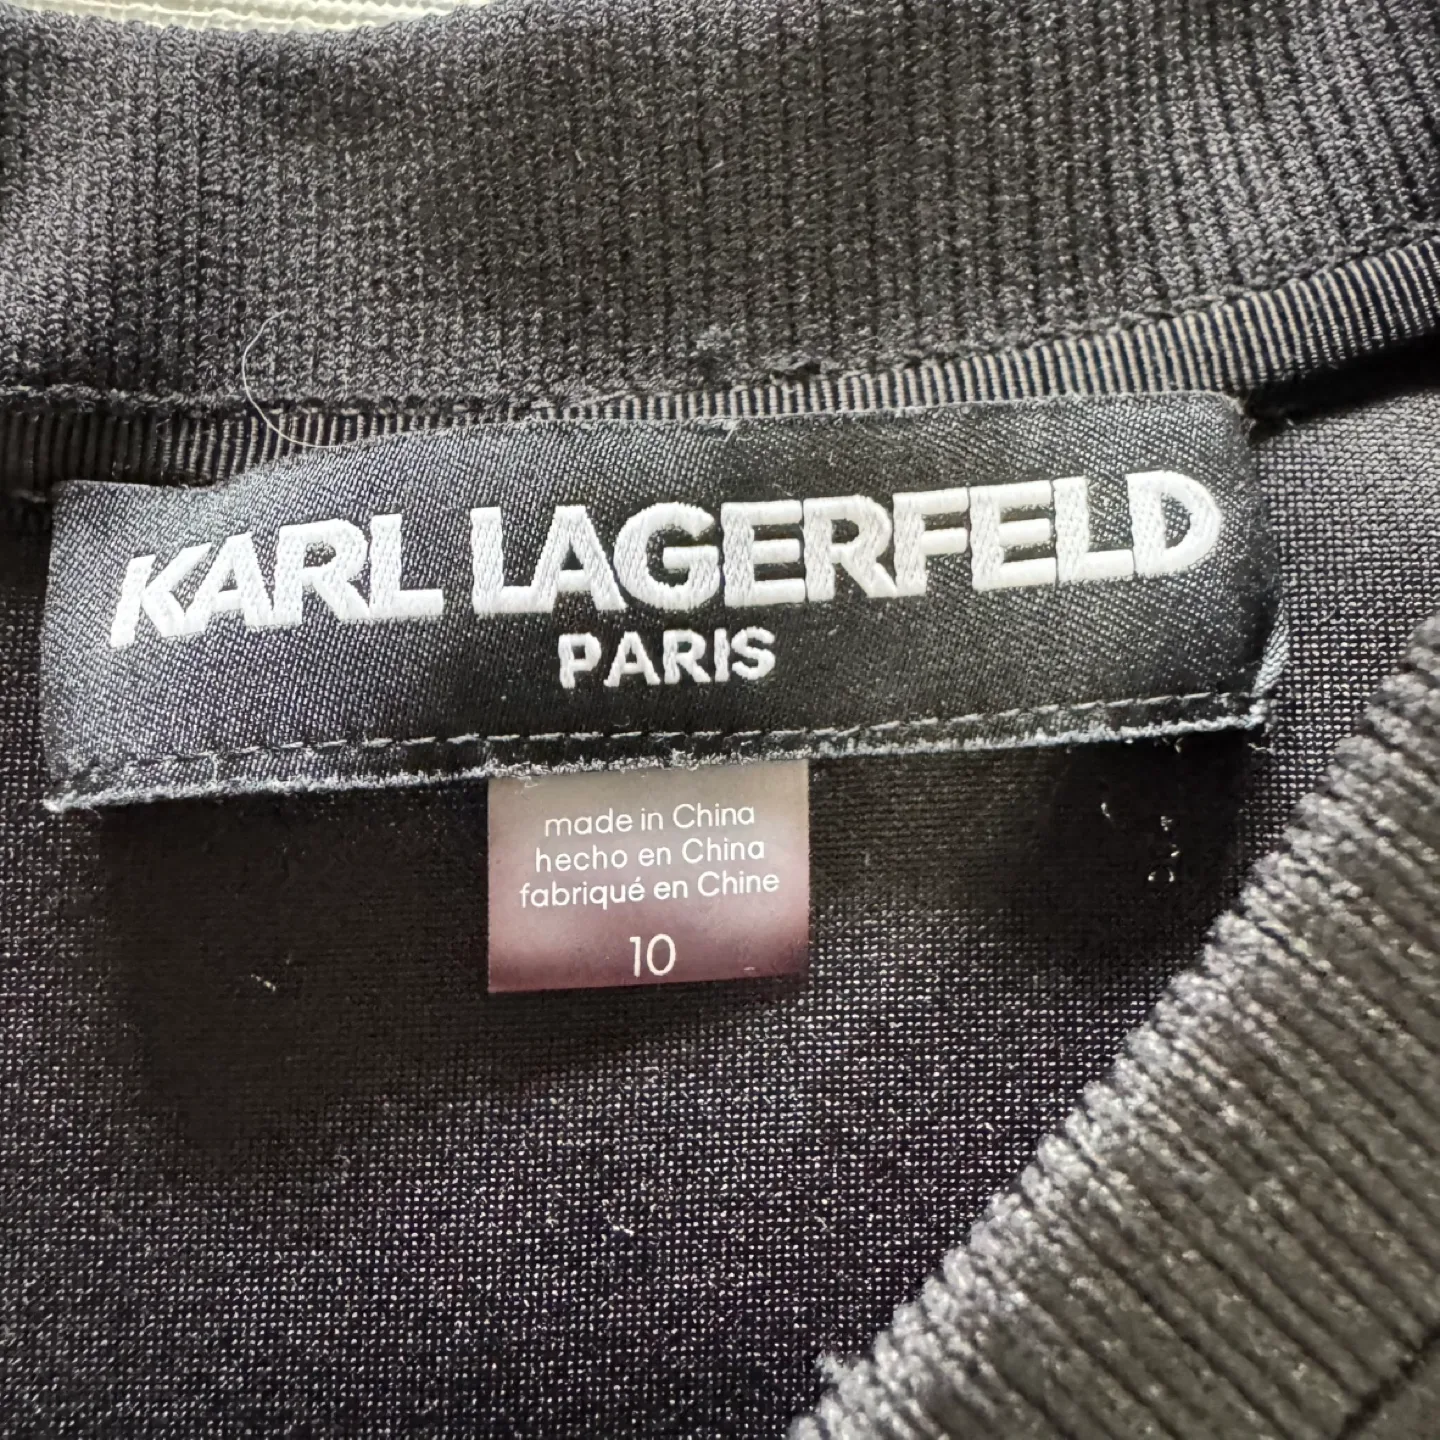 KARL LAGERFELD
PARIS
made in China
hecho en China
fabriqué en Chine
10